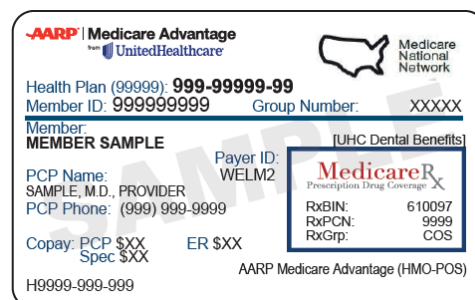 AARP | Medicare Advantage
from UnitedHealthcare
Medicare
National
Network
Health Plan (99999): 999-99999-99
Member ID: 999999999 Group Number: XXXXX
Member:
MEMBER SAMPLE
[UHC Dental Benefits]
Payer ID:
WELM2
PCP Name:
SAMPLE, M.D., PROVIDER
PCP Phone: (999) 999-9999
MedicareRx
Prescription Drug Coverage
RxBIN: 610097
RxPCN: 9999
RxGrp: COS
Copay: PCP $XX ER $XX
Spec $XX
AARP Medicare Advantage (HMO-POS)
H9999-999-999
SAMPLE